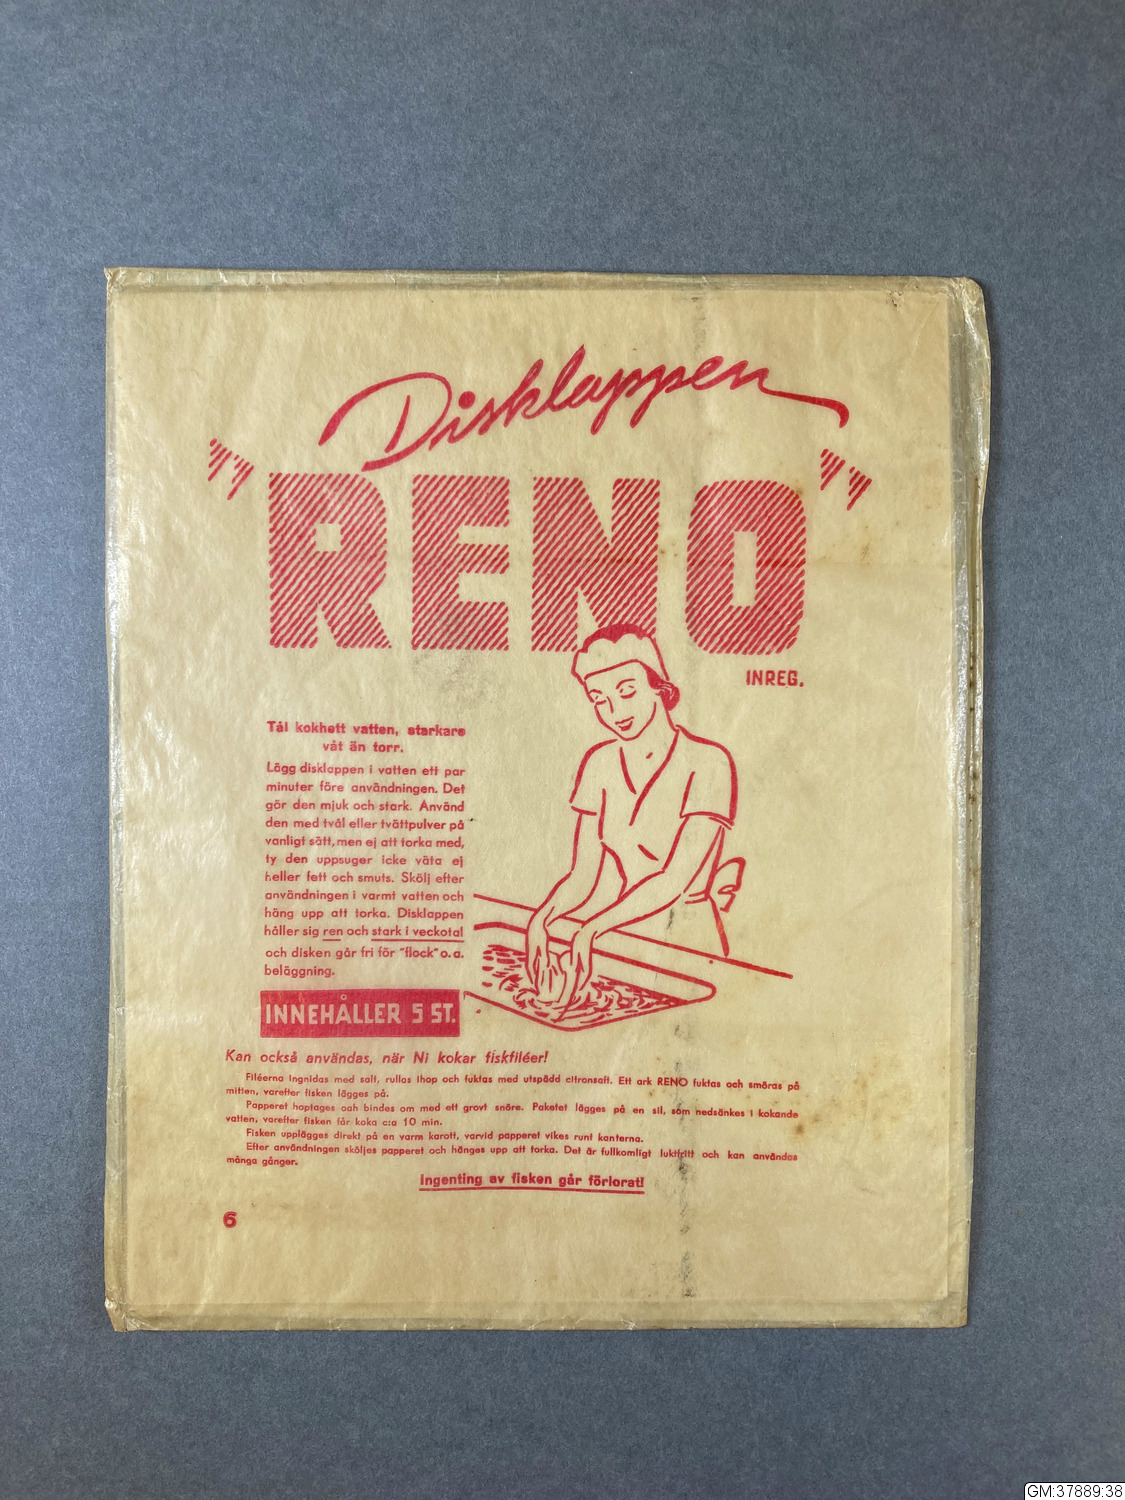 Disklappen
"RENO"
INREG.
Tål kokhett vatten, starkare
våt än torr.
Lägg disklappen i vatten ett par
minuter före användningen. Det
gör den mjuk och stark. Använd
den med tvål eller tvättpulver på
vanligt sätt, men ej att torka med,
ty den uppsuger icke väta ej
heller fett och smuts. Skölj efter
användningen i varmt vatten och
häng upp att torka. Disklappen
håller sig ren och stark i veckotal
och disken går fri för "flock" o. a.
beläggning.
INNEHÅLLER 5 ST.
Kan också användas, när Ni kokar fiskfiléer!
Filéerna ingnidas med salt, rullas ihop och fuktas med utspädd citronsaft. Ett ark RENO fuktas och smöras på
mitten, varefter fisken lägges på.
Papperet hoptages och bindes om med ett grovt snöre. Paketet lägges på en sil, som nedsänkes i kokande
vatten, varefter fisken får koka c:a 10 min.
Fisken upplägges direkt på en varm karott, varvid papperet vikes runt kanterna.
Efter användningen sköljes papperet och hänges upp att torka. Det är fullkomligt luktfritt och kan användas
många gånger.
Ingenting av fisken går förlorat!
6
GM:37889:38